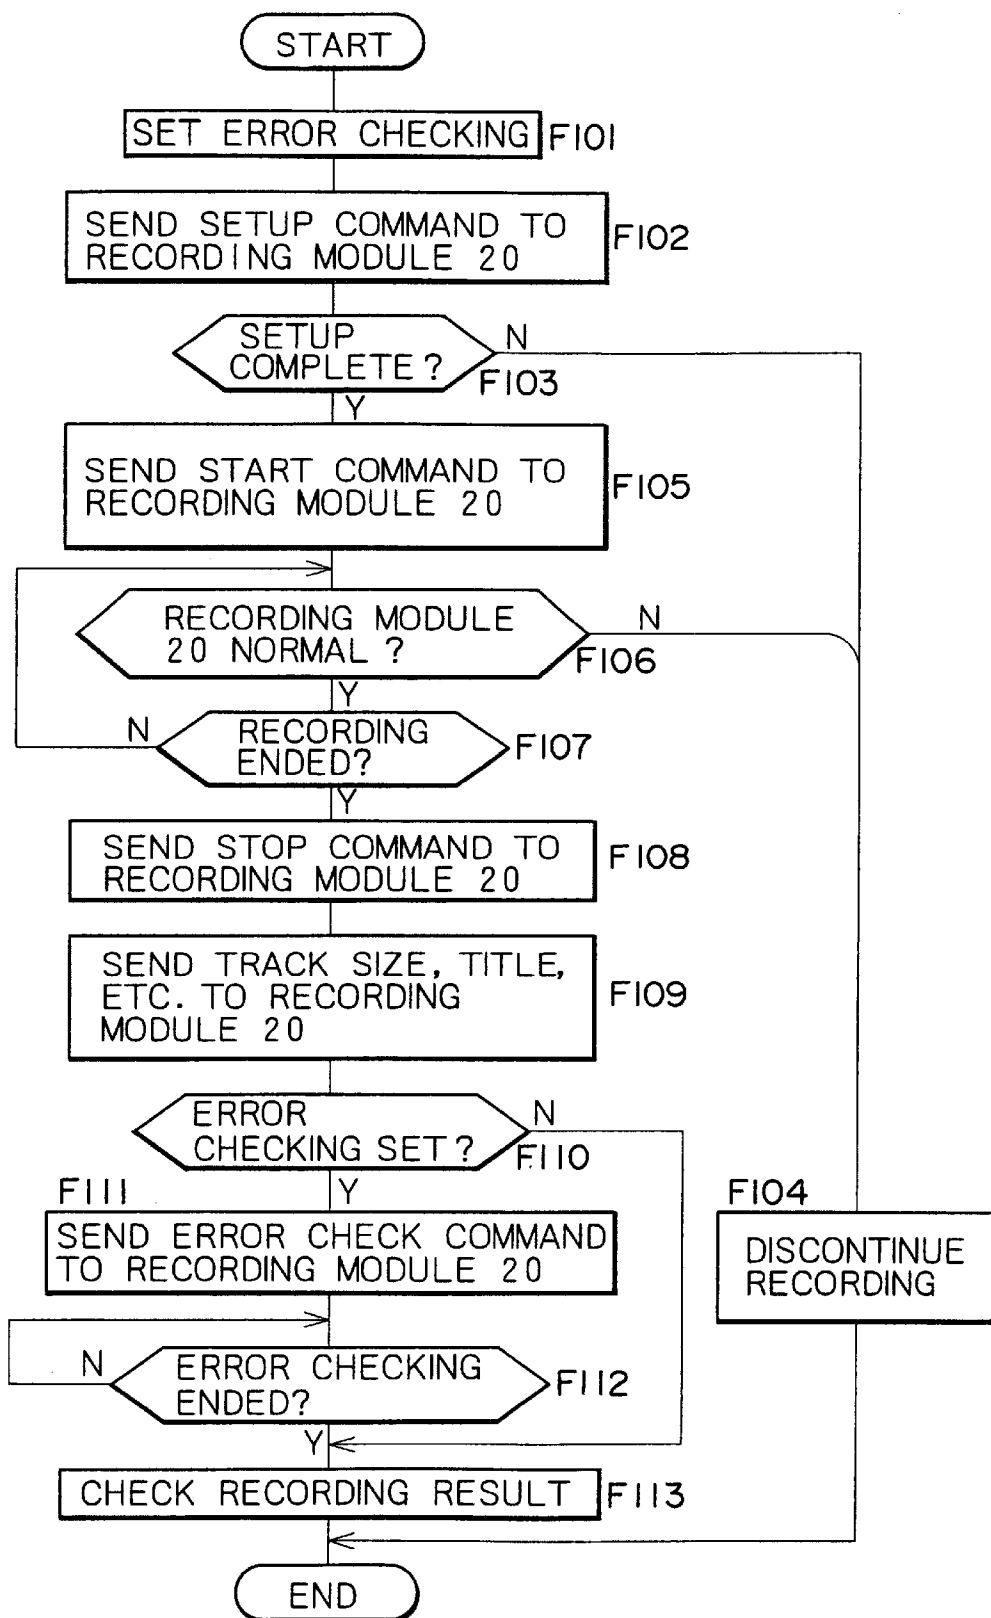 START
SET ERROR CHECKING F101
SEND SETUP COMMAND TO
RECORDING MODULE 20
F102
SETUP
COMPLETE?
N
F103
Y
SEND START COMMAND TO
RECORDING MODULE 20
F105
RECORDING MODULE
20 NORMAL ?
N
F106
Y
N
RECORDING
ENDED?
F107
Y
SEND STOP COMMAND TO
RECORDING MODULE 20
F108
SEND TRACK SIZE, TITLE,
ETC. TO RECORDING
MODULE 20
F109
ERROR
CHECKING SET ?
N
F110
Y
F111
SEND ERROR CHECK COMMAND
TO RECORDING MODULE 20
F104
DISCONTINUE
RECORDING
N
ERROR CHECKING
ENDED?
F112
Y
CHECK RECORDING RESULT F113
END